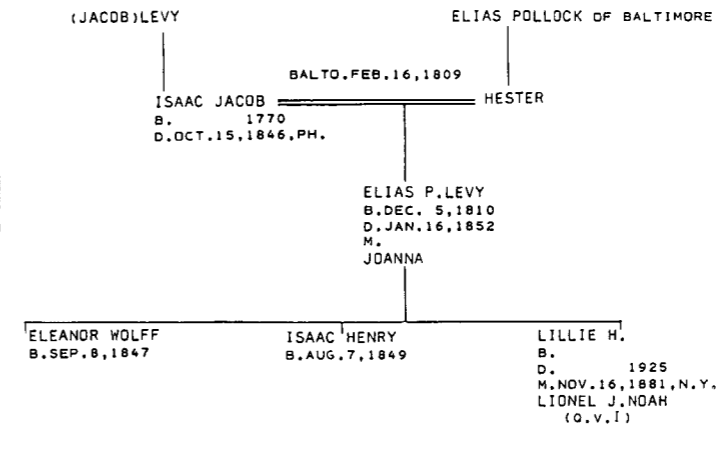 (JACOB)LEVY
ELIAS POLLOCK OF BALTIMORE
BALTO.FEB.16,1809
ISAAC JACOB
HESTER
B. 1770
D.OCT.15,1846,PH.
ELIAS P.LEVY
B.DEC. 5,1810
D.JAN.16,1852
M.
JOANNA
ELEANOR WOLFF
B.SEP.8,1847
ISAAC HENRY
B.AUG.7,1849
LILLIE H.
B.
D. 1925
M.NOV.16,1881,N.Y.
LIONEL J.NOAH
(Q.V.I)